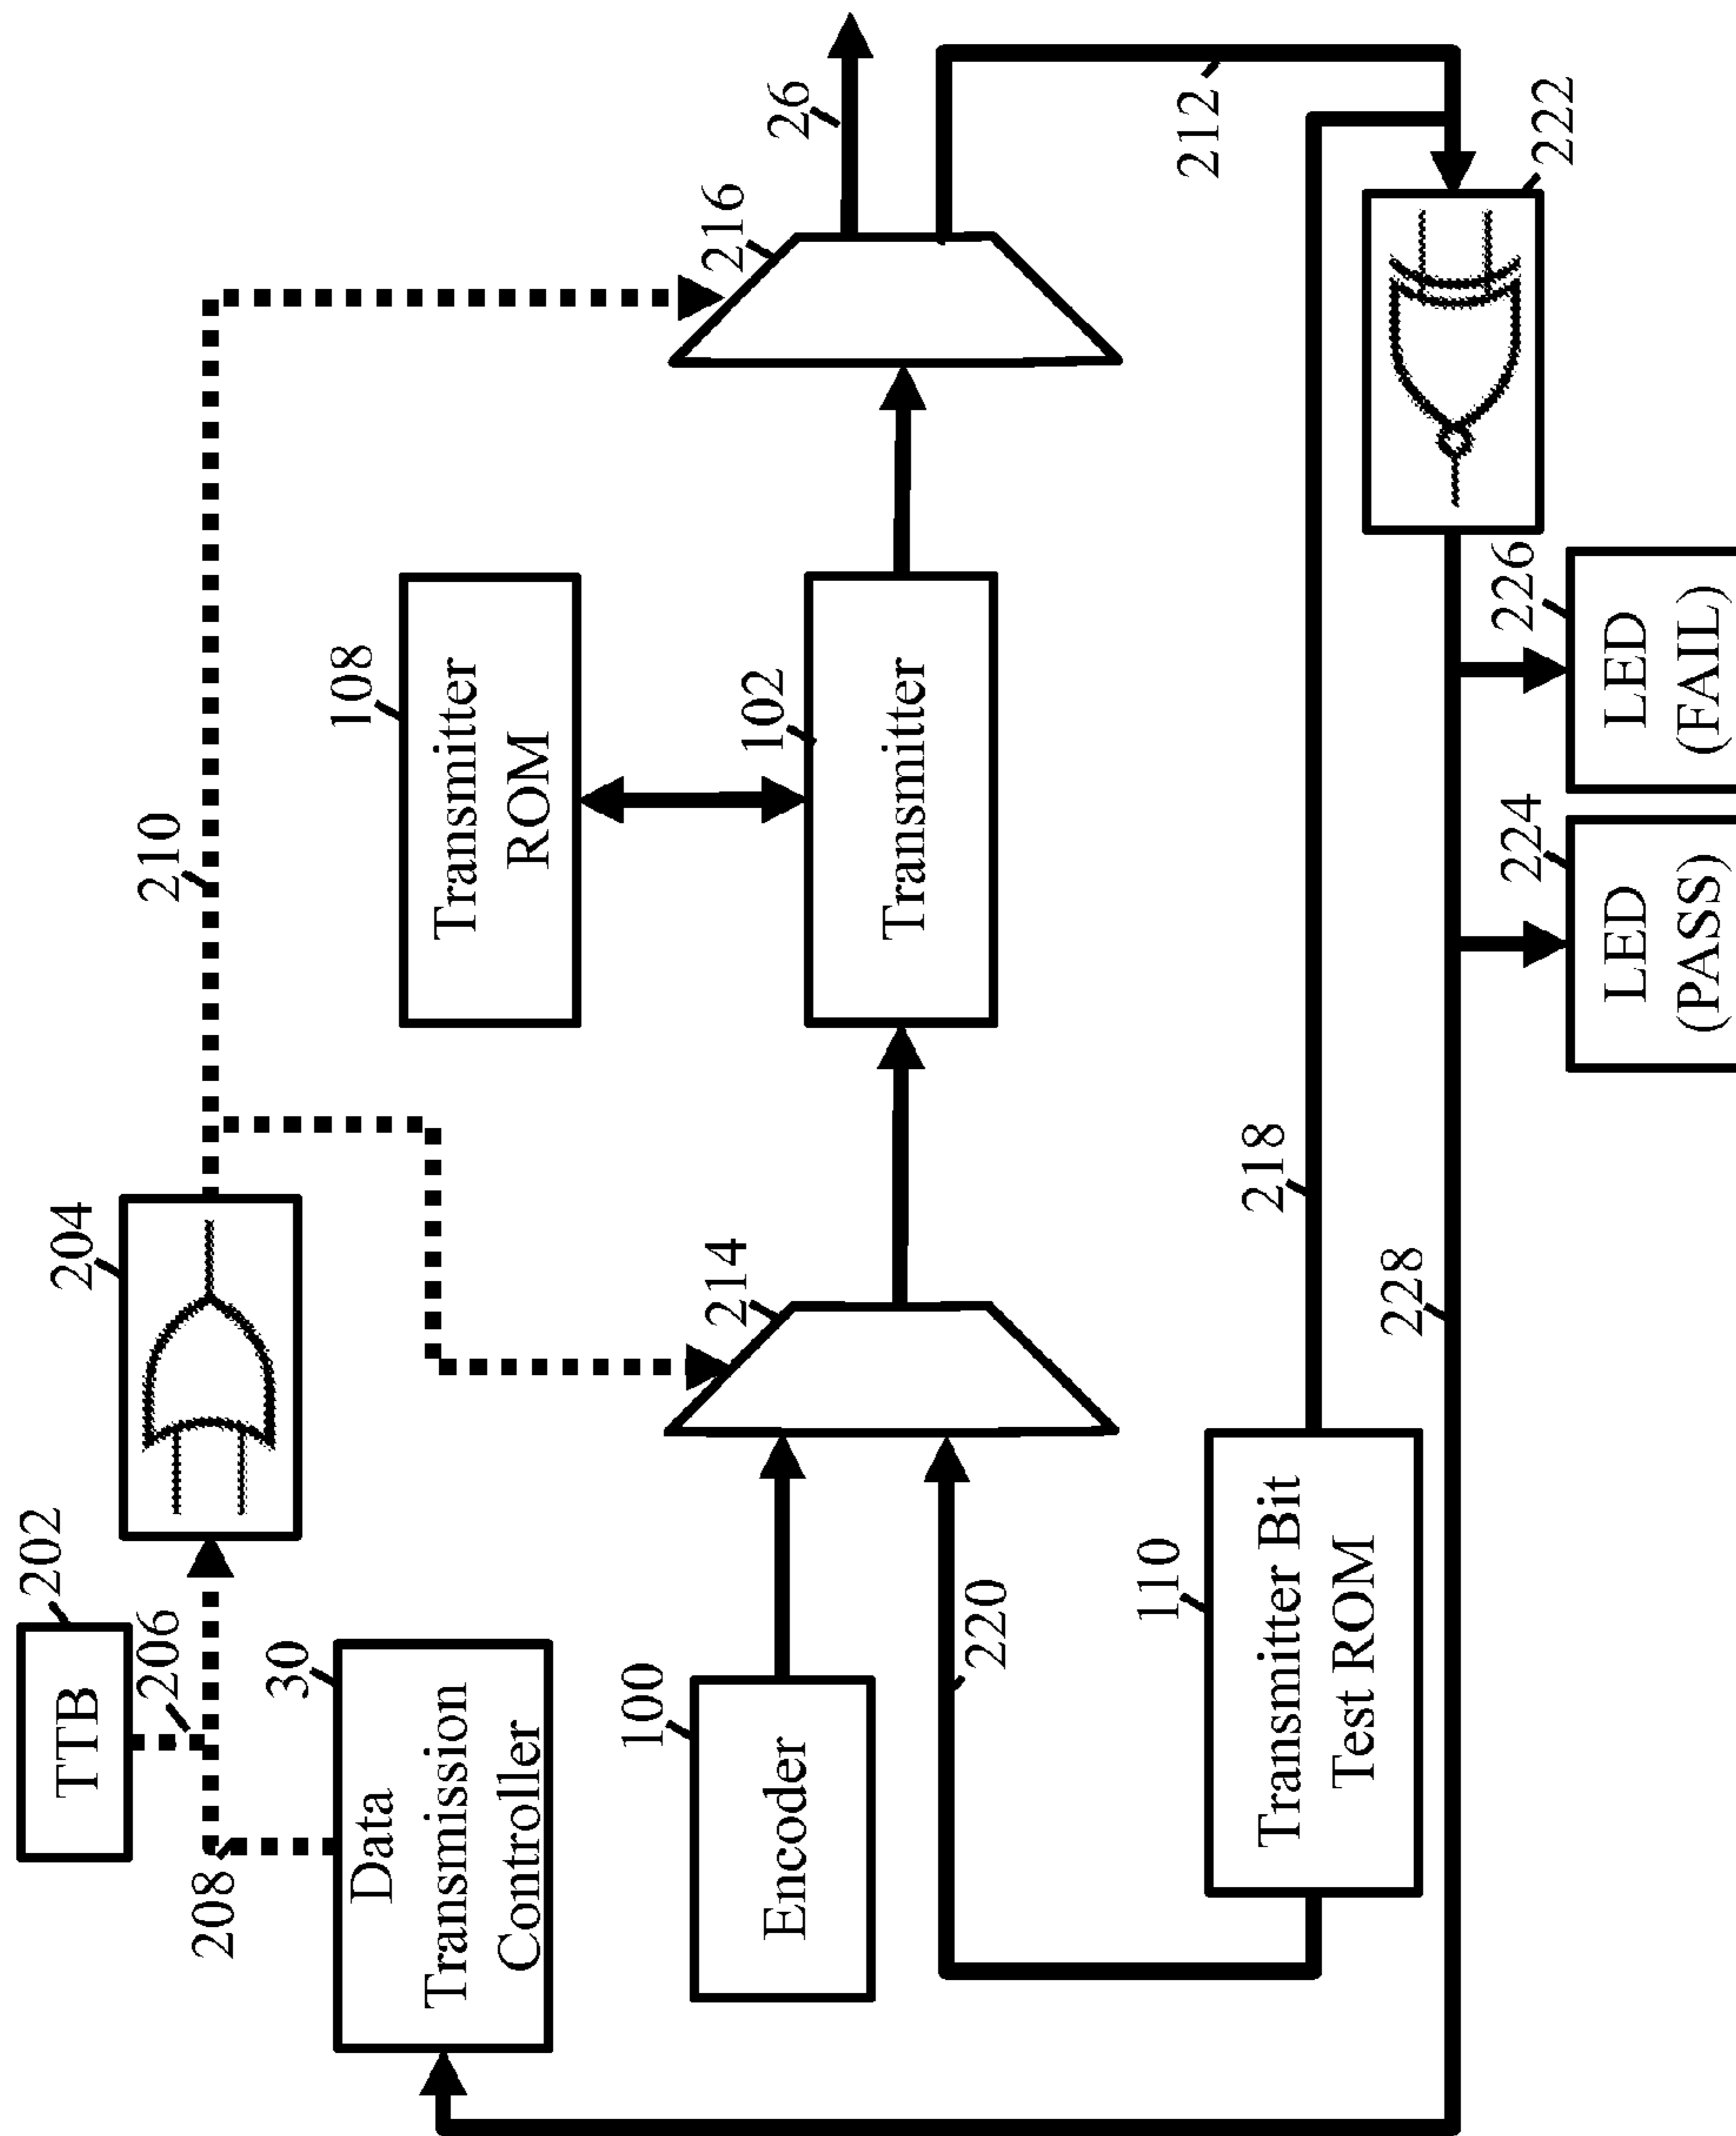 TTB
202
206
208
204
210
Data
Transmission
Controller
30
Transmitter
ROM
108
Encoder
100
214
Transmitter
102
216
26
220
Transmitter Bit
Test ROM
110
218
212
228
222
LED
(PASS)
224
LED
(FAIL)
226